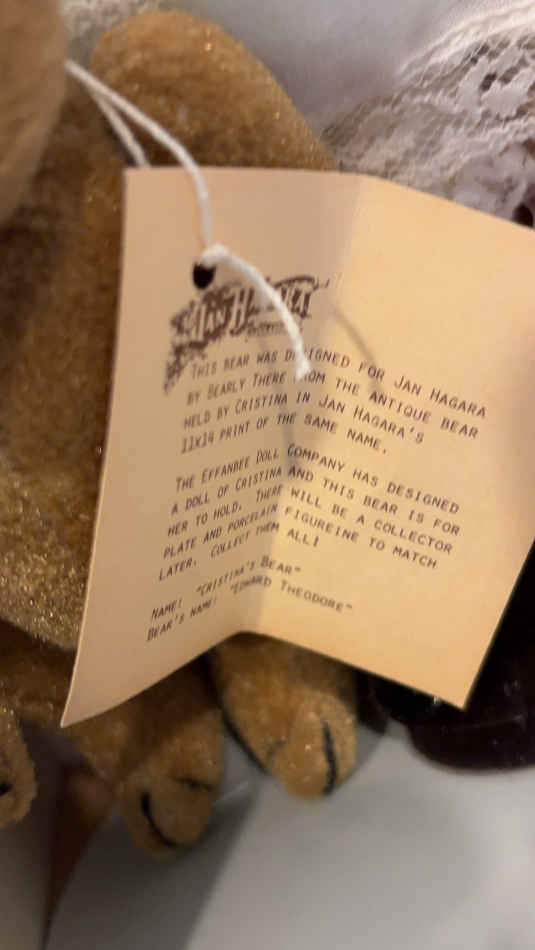 JAN HAGARA
THIS BEAR WAS DESIGNED FOR JAN HAGARA
BY BEARLY THERE FROM THE ANTIQUE BEAR
HELD BY CRISTINA IN JAN HAGARA'S
11x14 PRINT OF THE SAME NAME.
THE EFFANBEE DOLL COMPANY HAS DESIGNED
A DOLL OF CRISTINA AND THIS BEAR IS FOR
HER TO HOLD. THERE WILL BE A COLLECTOR
PLATE AND PORCELAIN FIGUREINE TO MATCH
LATER. COLLECT THEM ALL!
NAME: "CRISTINA'S BEAR"
BEAR'S NAME: "EDWARD THEODORE"